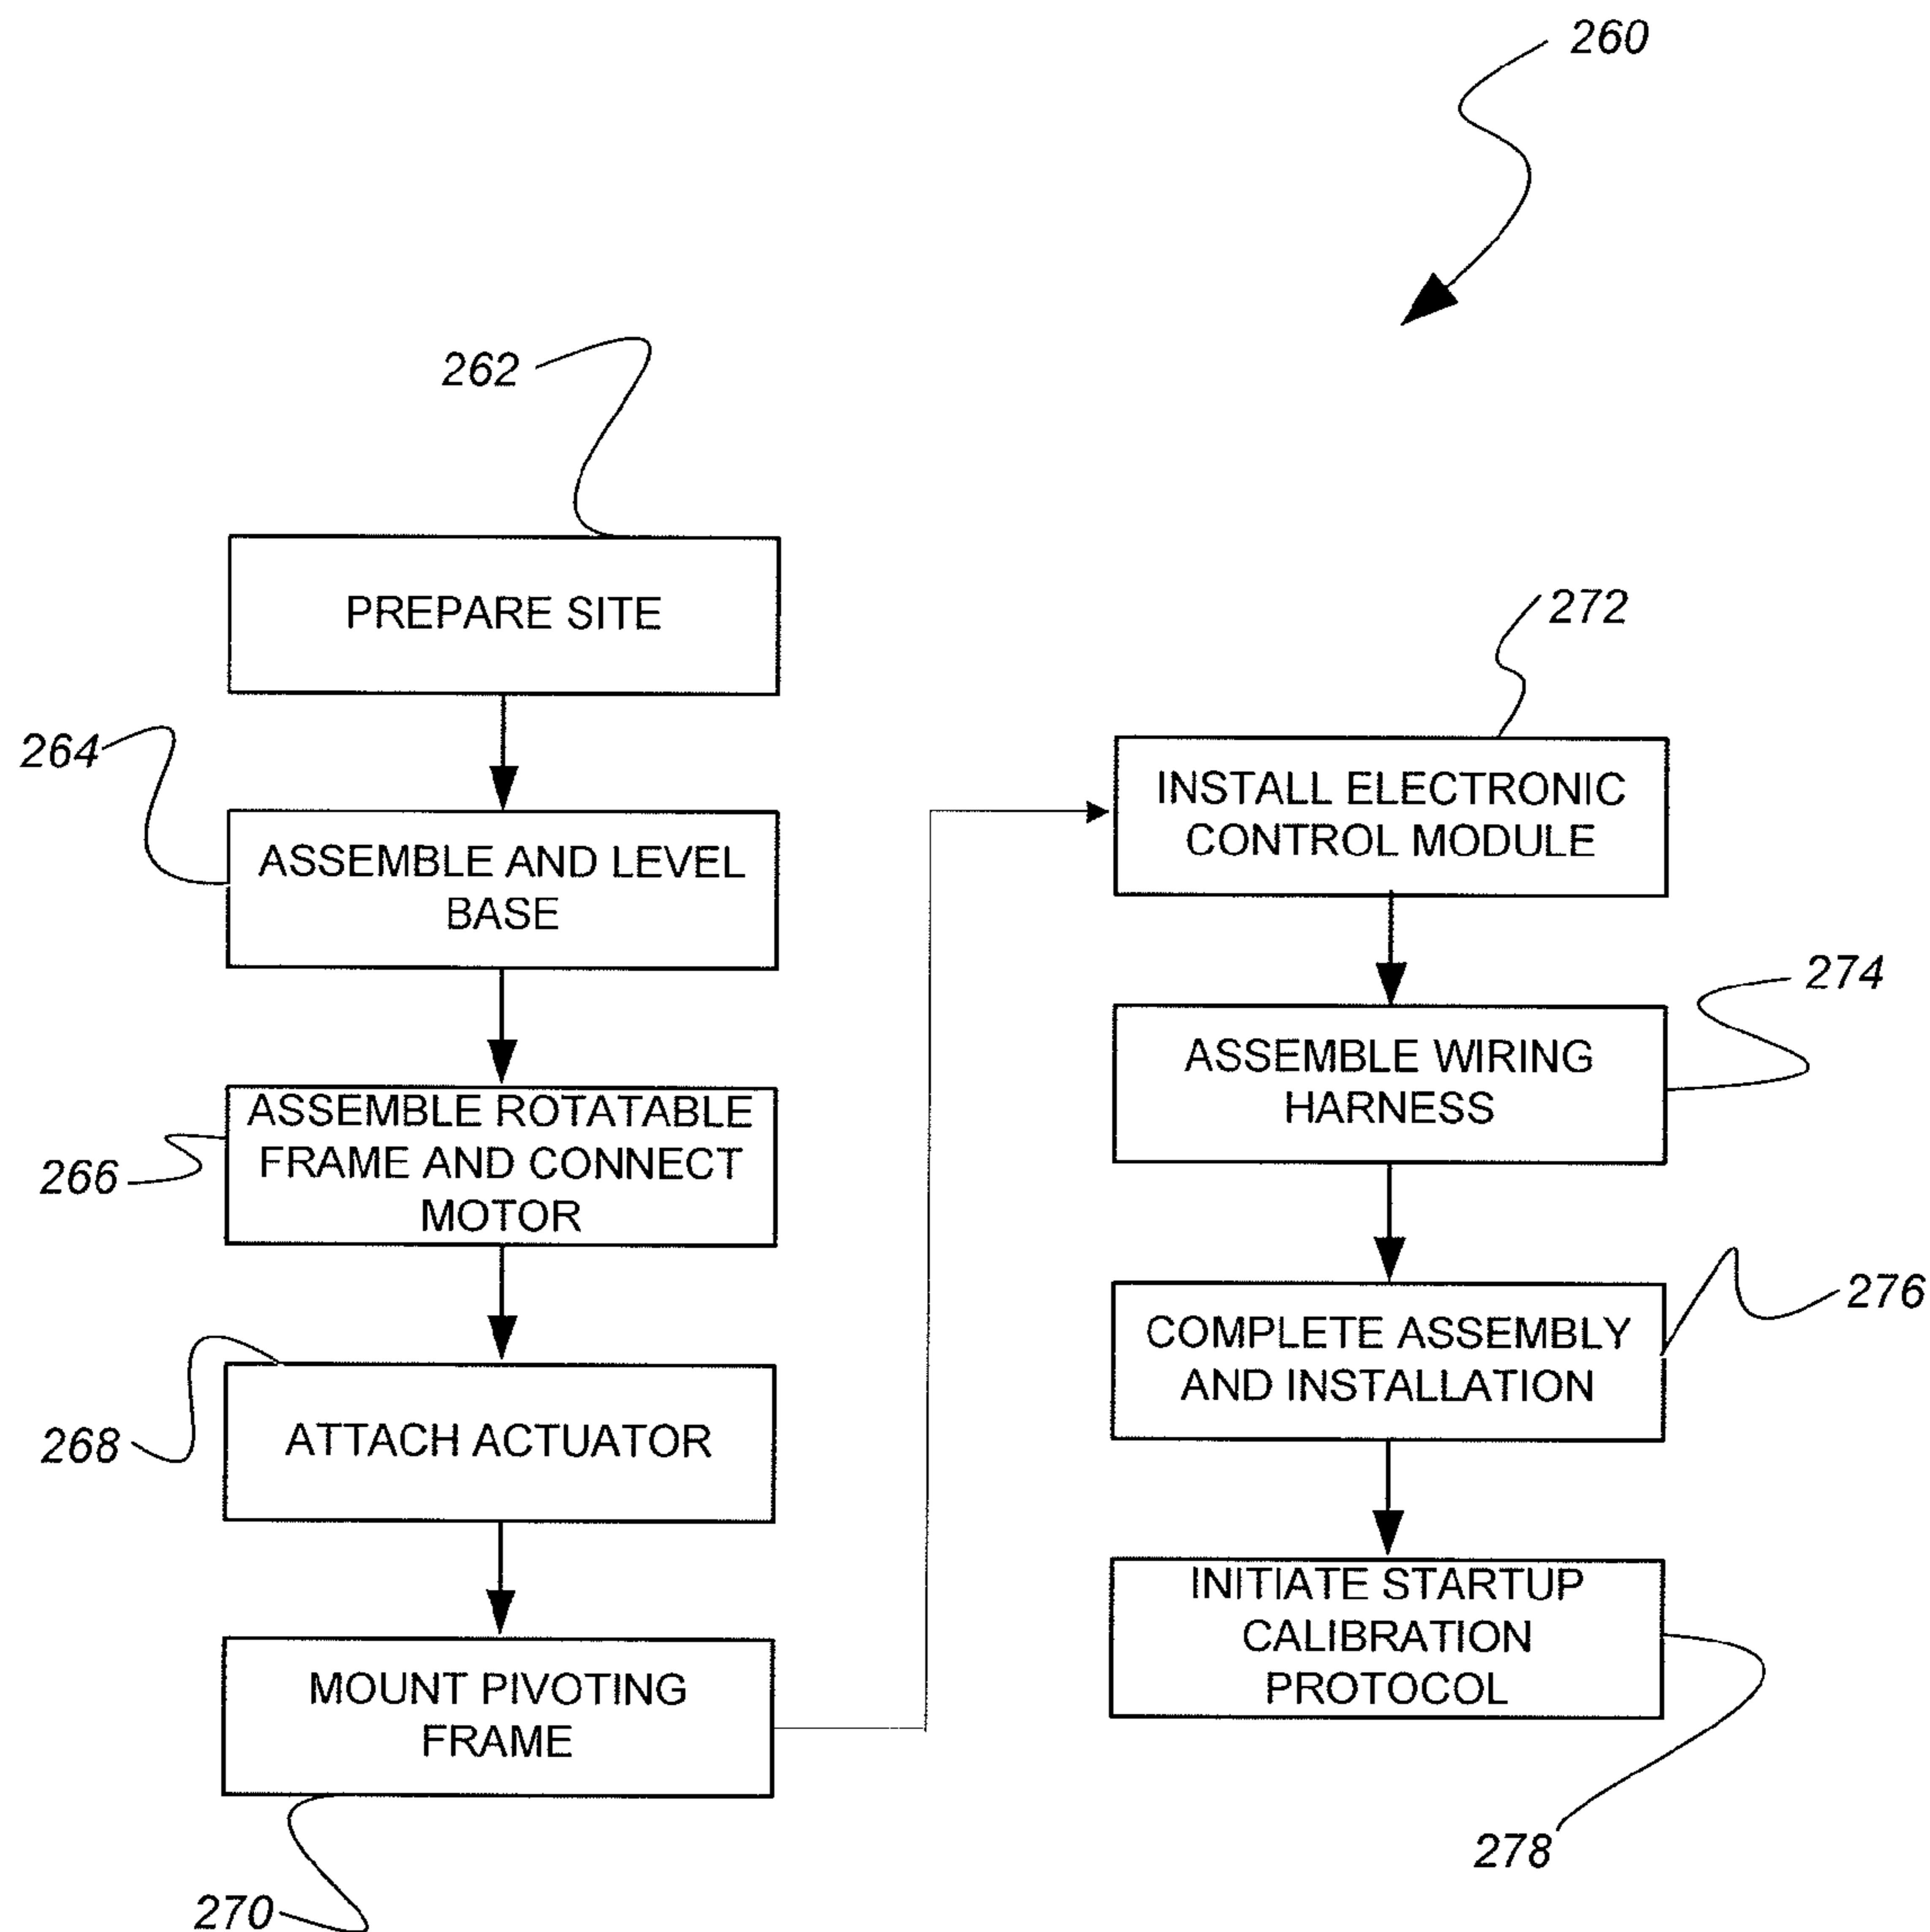 260
262
PREPARE SITE
264
ASSEMBLE AND LEVEL
BASE
266
ASSEMBLE ROTATABLE
FRAME AND CONNECT
MOTOR
268
ATTACH ACTUATOR
270
MOUNT PIVOTING
FRAME
272
INSTALL ELECTRONIC
CONTROL MODULE
274
ASSEMBLE WIRING
HARNESS
276
COMPLETE ASSEMBLY
AND INSTALLATION
278
INITIATE STARTUP
CALIBRATION
PROTOCOL